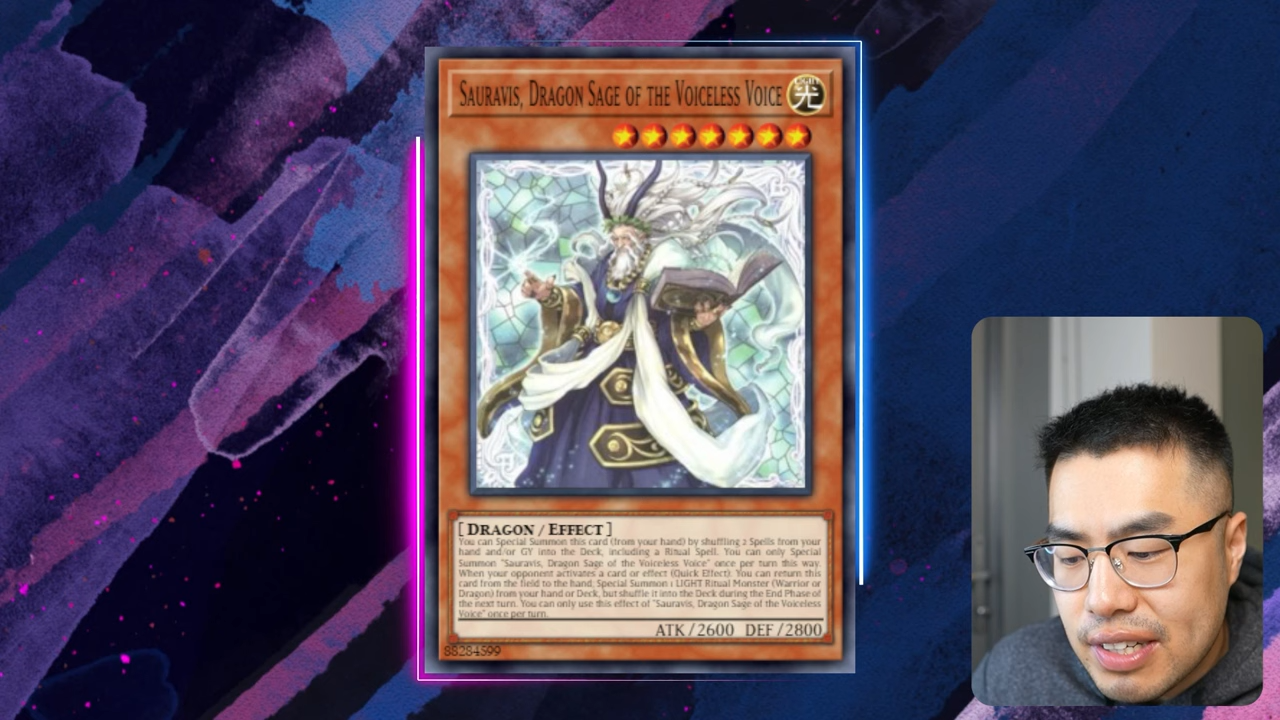 SAURAVIS, DRAGON SAGE OF THE VOICELESS VOICE
LIGHT
光
[ DRAGON / EFFECT ]
You can Special Summon this card (from your hand) by shuffling 2 Spells from your
hand and/or GY into the Deck, including a Ritual Spell. You can only Special
Summon "Sauravis, Dragon Sage of the Voiceless Voice" once per turn this way.
When your opponent activates a card or effect (Quick Effect): You can return this
card from the field to the hand, Special Summon 1 LIGHT Ritual Monster (Warrior or
Dragon) from your hand or Deck, but shuffle it into the Deck during the End Phase of
the next turn. You can only use this effect of "Sauravis, Dragon Sage of the Voiceless
Voice" once per turn.
ATK/2600 DEF/2800
88284599